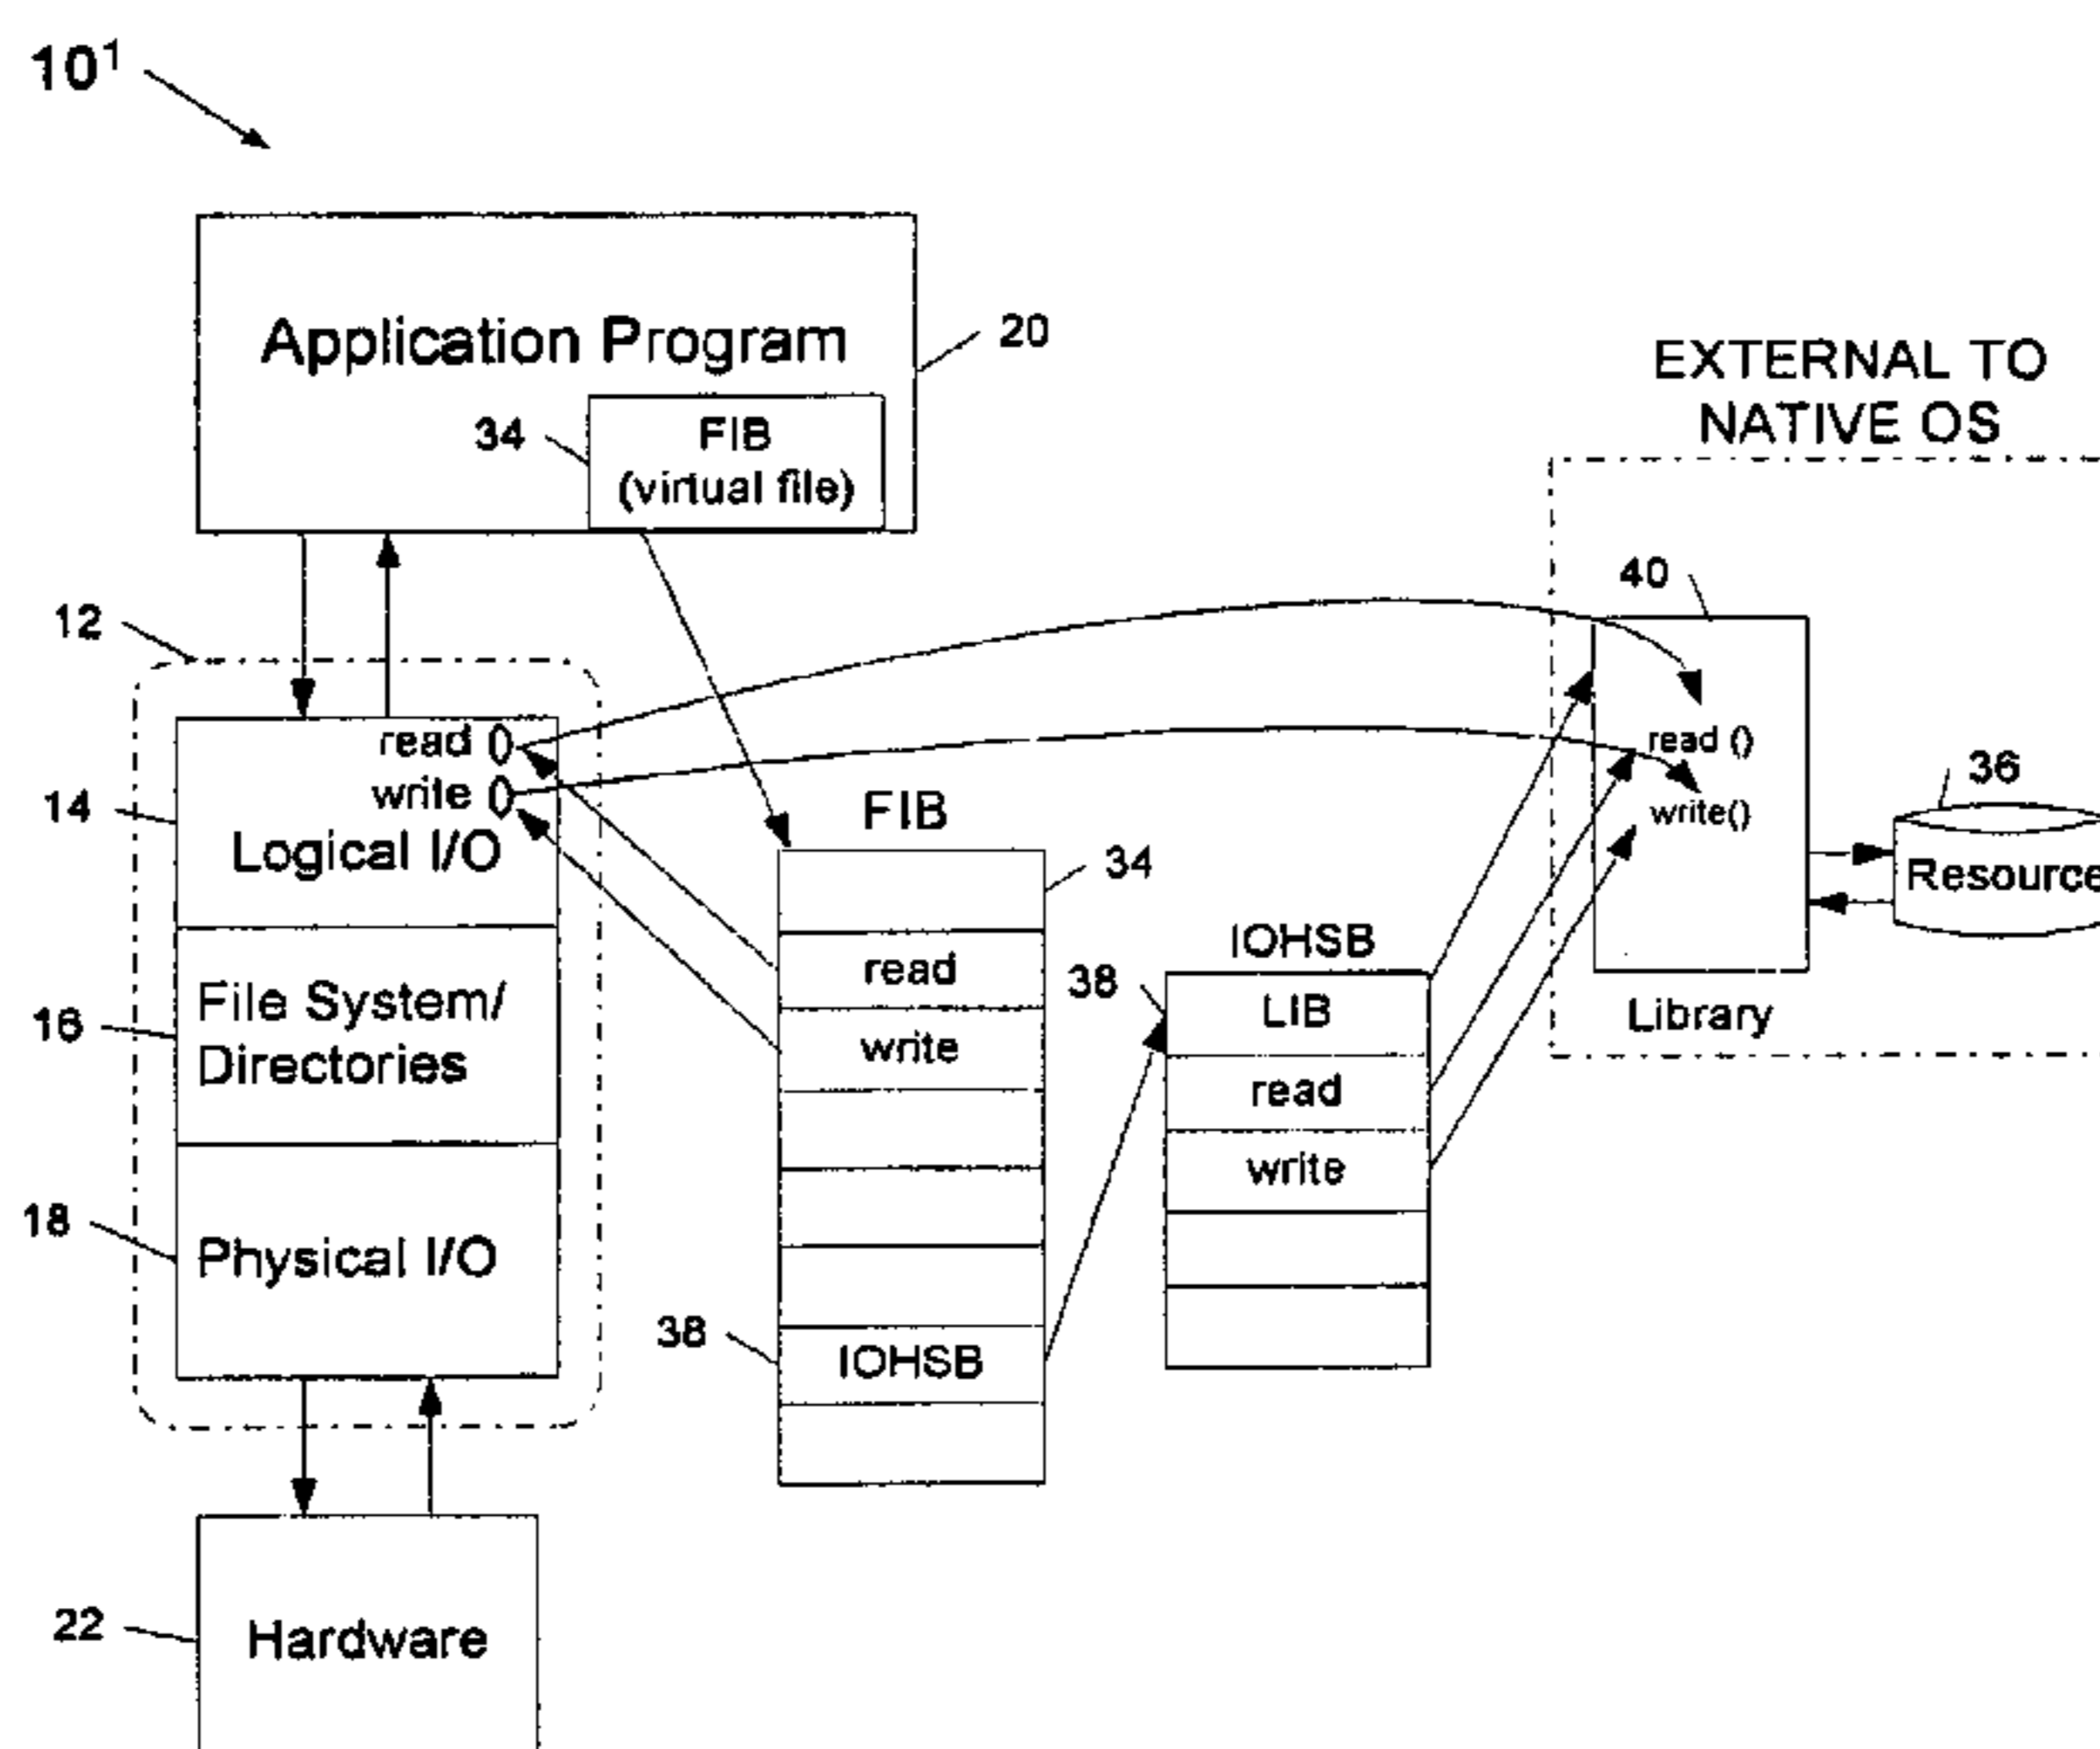 10¹
Application Program
20
34
FIB
(virtual file)
EXTERNAL TO
NATIVE OS
12
40
read ()
write ()
14
Logical I/O
FIB
34
read ()
write()
36
Resource
Library
16
File System/
Directories
read
write
IOHSB
38
LIB
read
write
18
Physical I/O
38
IOHSB
22
Hardware